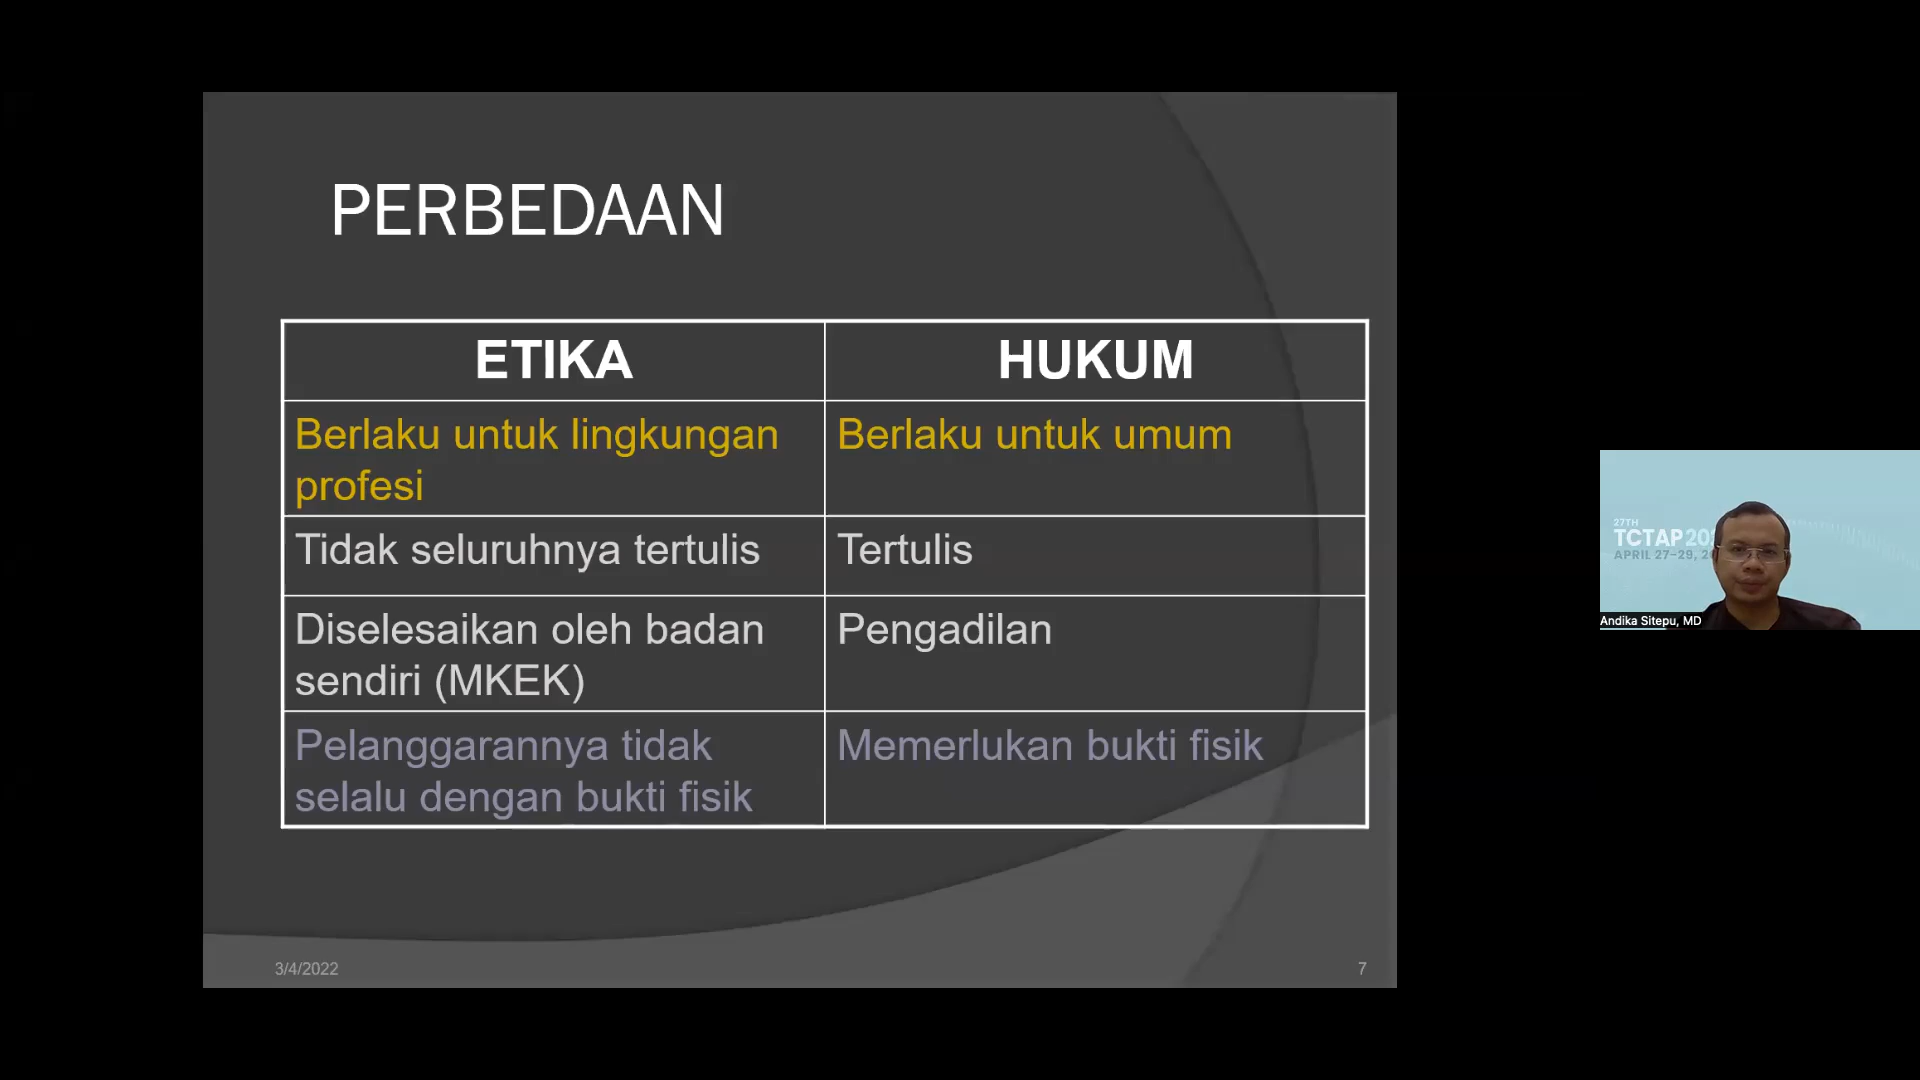 PERBEDAAN
ETIKA
HUKUM
Berlaku untuk lingkungan
profesi
Berlaku untuk umum
Tidak seluruhnya tertulis
Tertulis
Diselesaikan oleh badan
sendiri (MKEK)
Pengadilan
Pelanggarannya tidak
selalu dengan bukti fisik
Memerlukan bukti fisik
3/4/2022
7
27TH
TCTAP
APRIL 27-29,
Andika Sitepu, MD